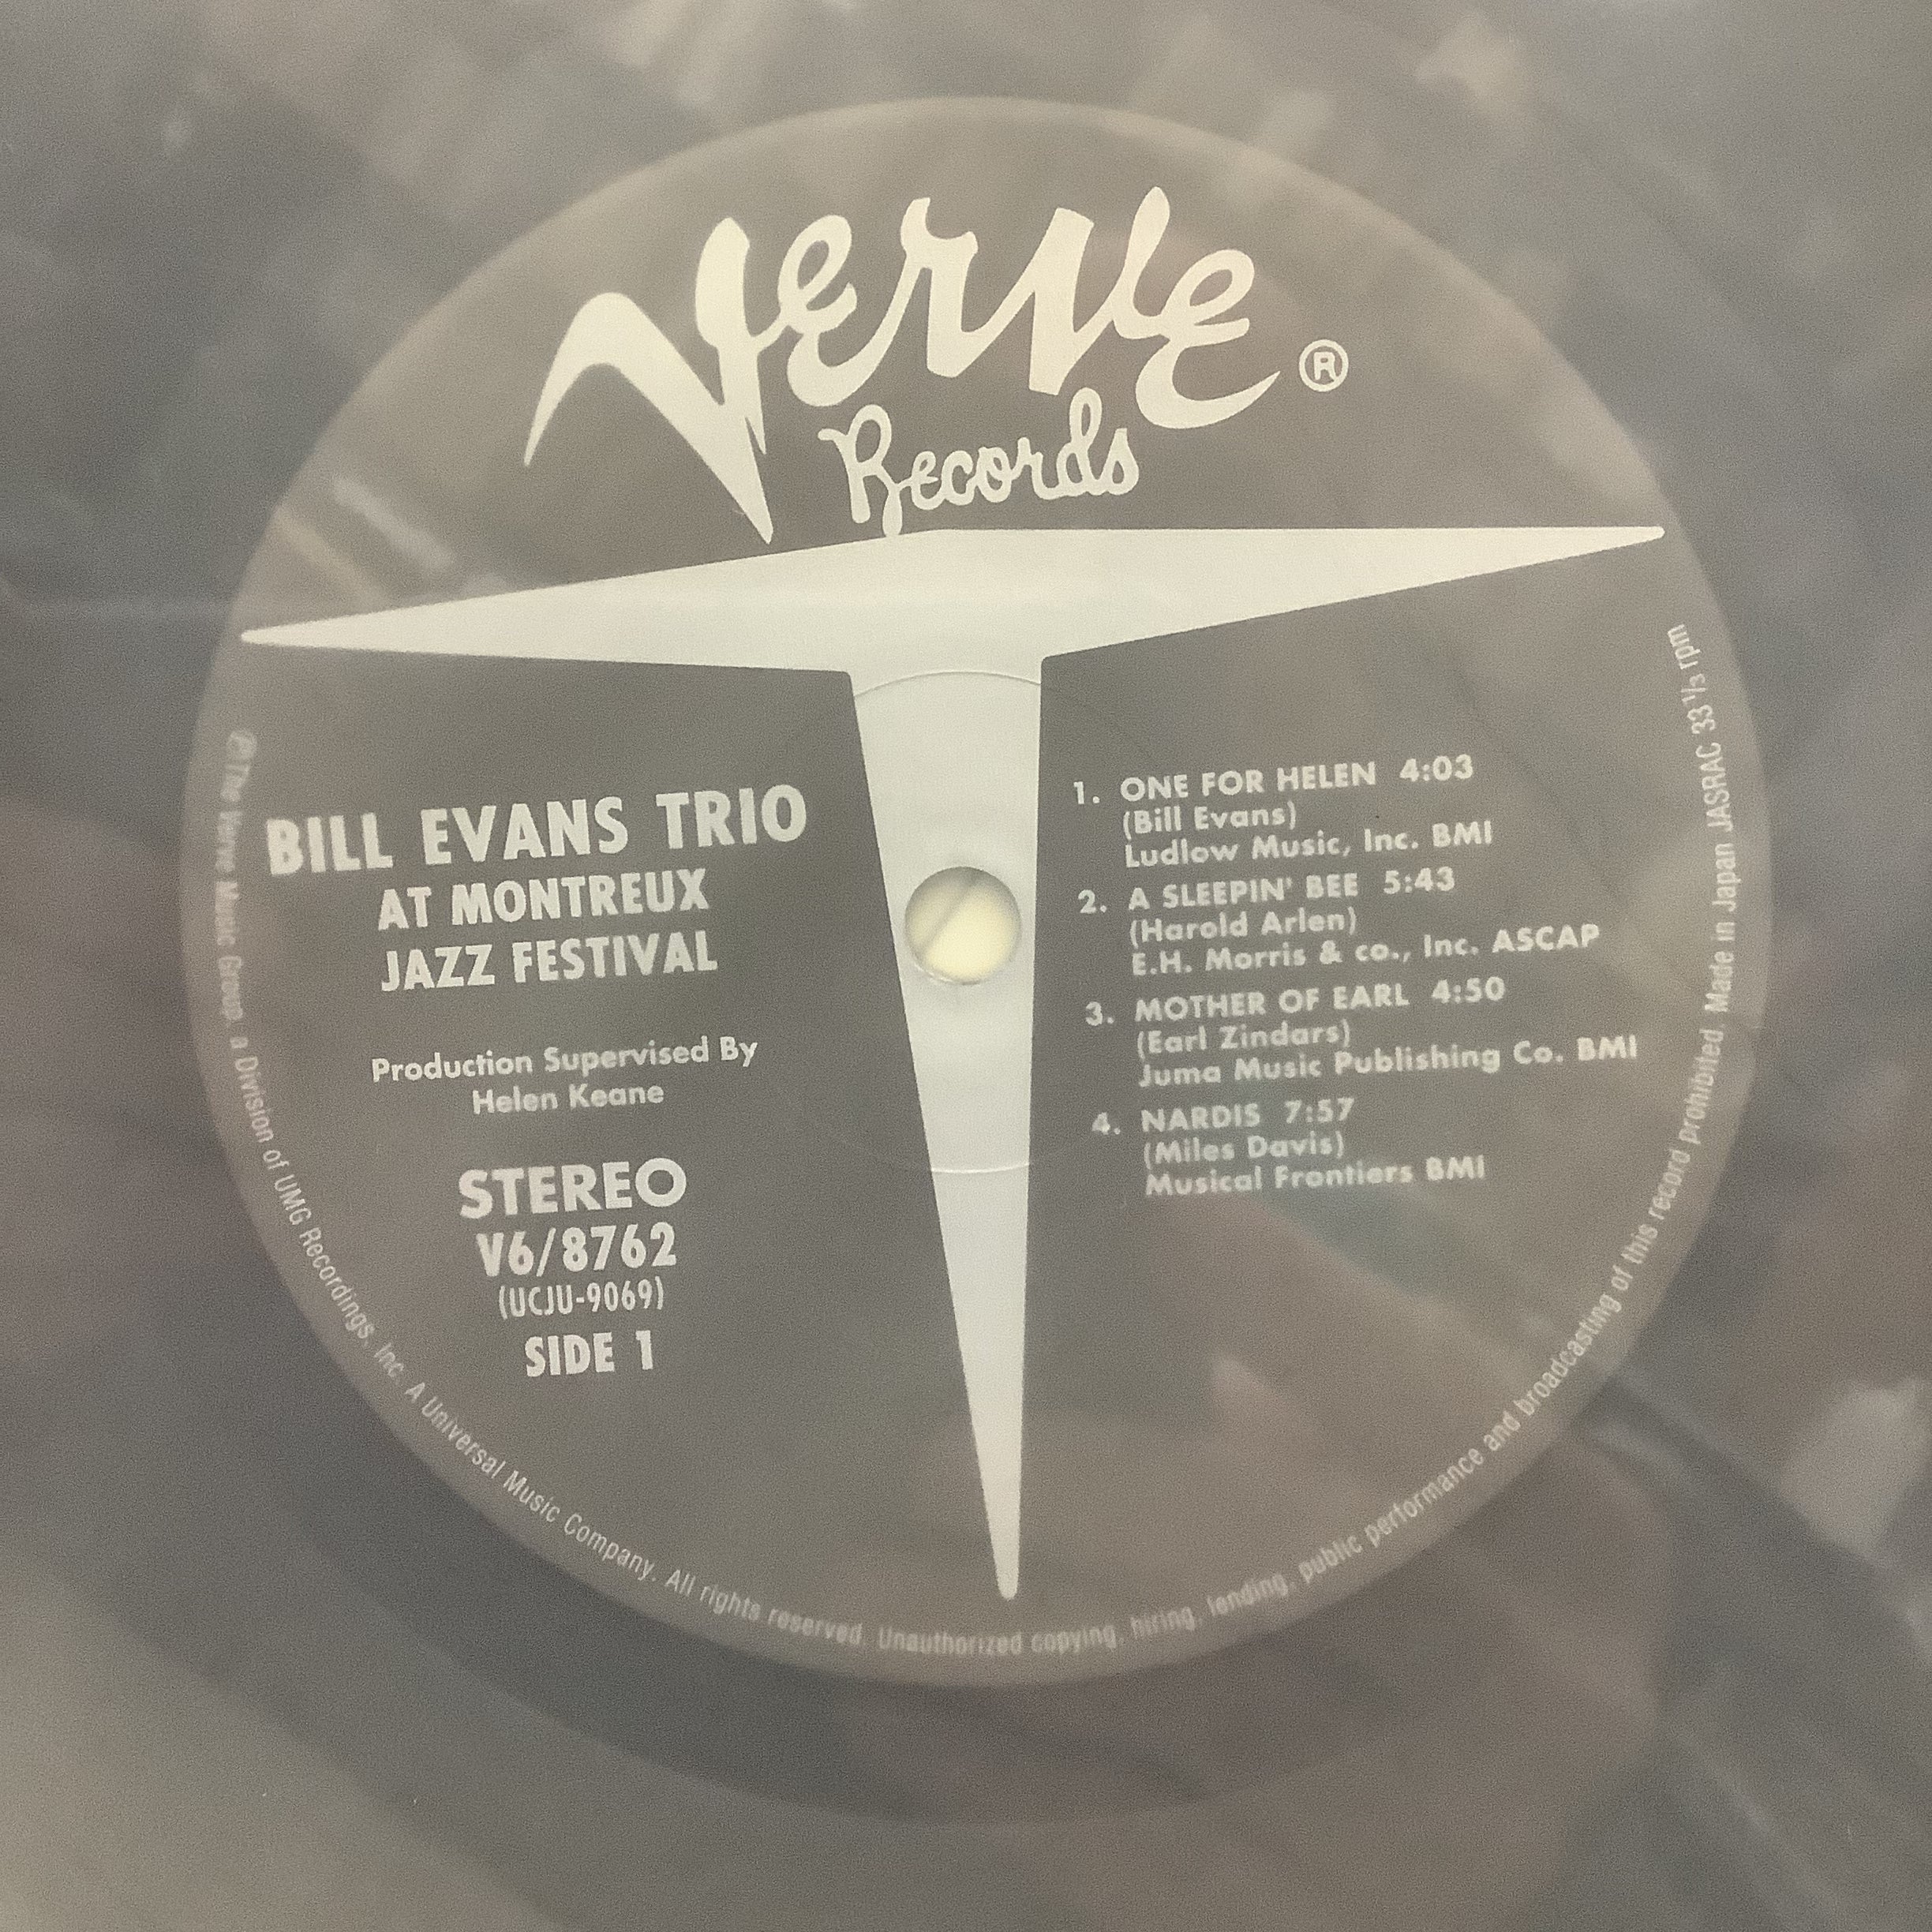 Verve ®
Records
BILL EVANS TRIO
AT MONTREUX
JAZZ FESTIVAL
Production Supervised By
Helen Keane
STEREO
V6/8762
(UCJU-9069)
SIDE 1
1. ONE FOR HELEN 4:03
(Bill Evans)
Ludlow Music, Inc. BMI
2. A SLEEPIN' BEE 5:43
(Harold Arlen)
E.H. Morris & co., Inc. ASCAP
3. MOTHER OF EARL 4:50
(Earl Zindars)
Juma Music Publishing Co. BMI
4. NARDIS 7:57
(Miles Davis)
Musical Frontiers BMI
℗ The Verve Music Group, a Division of UMG Recordings, Inc. A Universal Music Company. All rights reserved. Unauthorized copying, hiring, lending, public performance and broadcasting of this record prohibited. Made in Japan JASRAC 33 1/3 rpm